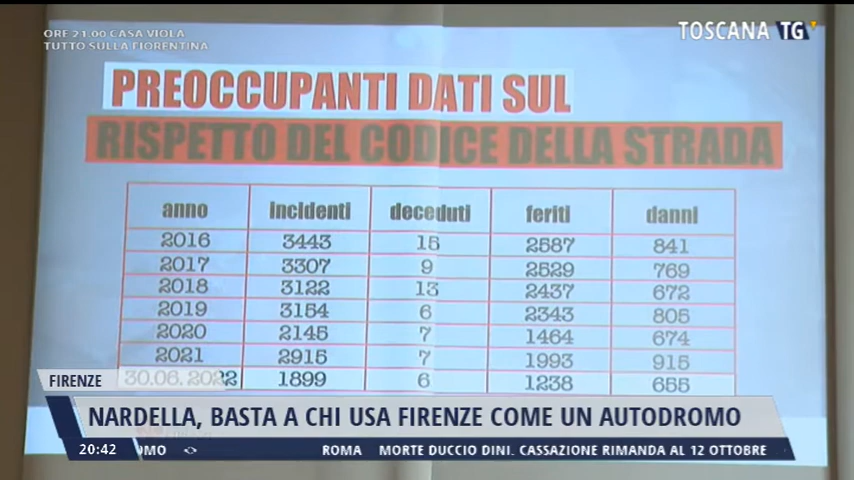 ORE 21.00 CASA VIOLA
TUTTO SULLA FIORENTINA
TOSCANA TG
PREOCCUPANTI DATI SUL
RISPETTO DEL CODICE DELLA STRADA
anno incidenti deceduti feriti danni
2016 3443 15 2587 841
2017 3307 9 2529 769
2018 3122 13 2437 672
2019 3154 6 2343 805
2020 2145 7 1464 674
2021 2915 7 1993 915
30.06.2022 1899 6 1238 655
FIRENZE
NARDELLA, BASTA A CHI USA FIRENZE COME UN AUTODROMO
20:42 OMO ROMA MORTE DUCCIO DINI. CASSAZIONE RIMANDA AL 12 OTTOBRE